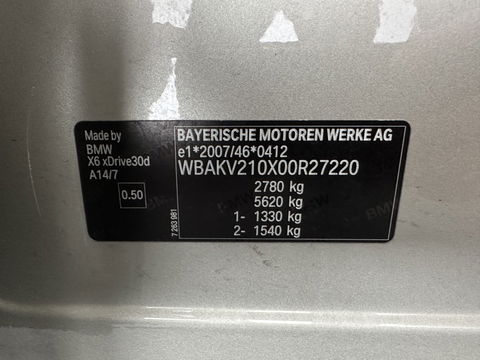 Made by
BMW
X6 xDrive30d
A14/7
0.50
7 263 981
BAYERISCHE MOTOREN WERKE AG
e1*2007/46*0412
WBAKV210X00R27220
2780 kg
5620 kg
1- 1330 kg
2- 1540 kg